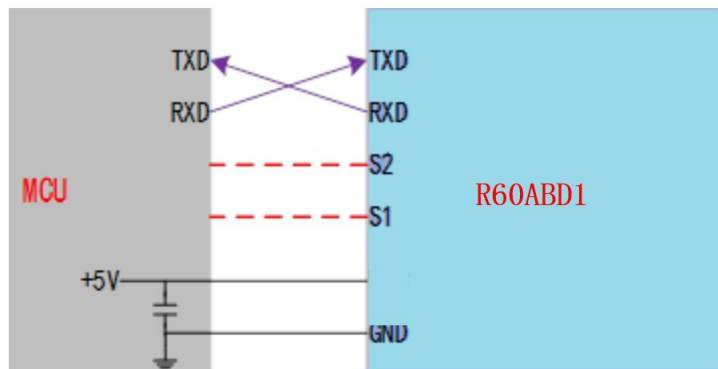 TXD TXD
RXD RXD
S2
MCU R60ABD1
S1
+5V
GND